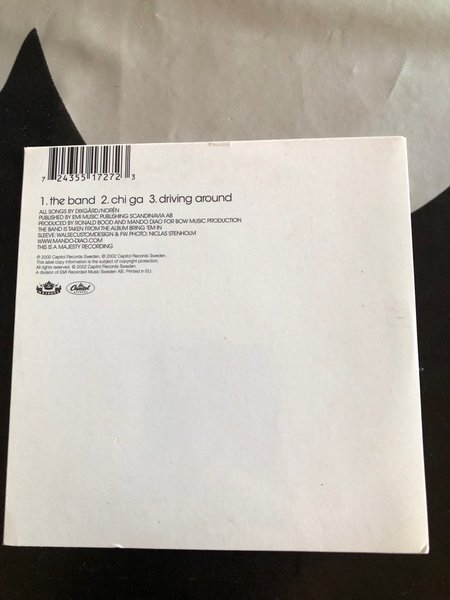 7 24355 17272 3
1. the band 2. chi ga 3. driving around
ALL SONGS BY DIXGÅRD/NORÉN
PUBLISHED BY EMI MUSIC PUBLISHING SCANDINAVIA AB
PRODUCED BY RONALD BOOD AND MANDO DIAO FOR BOW MUSIC PRODUCTION
THE BAND IS TAKEN FROM THE ALBUM BRING 'EM IN
SLEEVE: WALSECUSTOMDESIGN & FW. PHOTO: NICLAS STENHOLM
WWW.MANDO-DIAO.COM
THIS IS A MAJESTY RECORDING
℗ 2002 Capitol Records Sweden. © 2002 Capitol Records Sweden.
This label copy information is the subject of copyright protection.
All rights reserved. © 2002 Capitol Records Sweden.
A division of EMI Recorded Music Sweden AB. Printed in EU.
Capitol